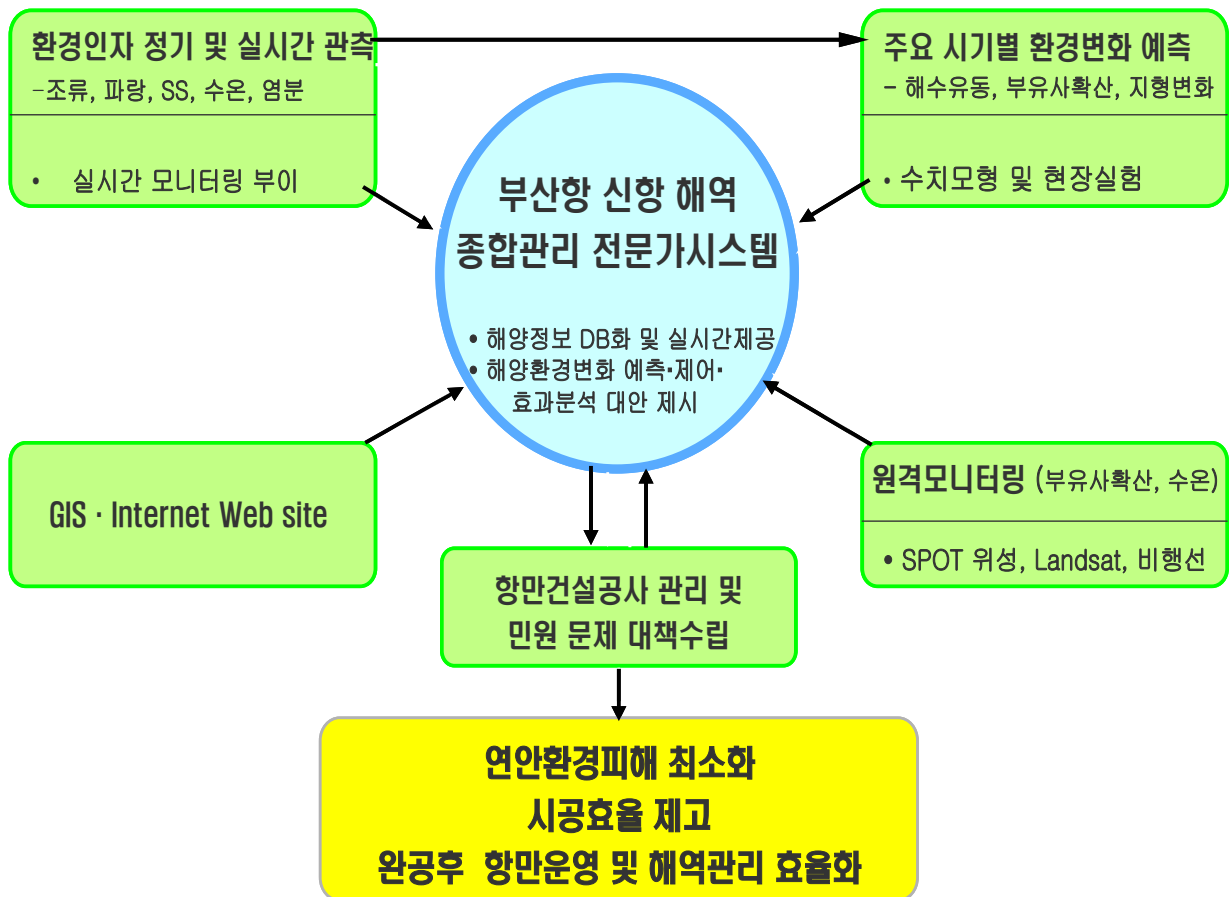 환경인자 정기 및 실시간 관측
-조류, 파랑, SS, 수온, 염분
• 실시간 모니터링 부이
주요 시기별 환경변화 예측
- 해수유동, 부유사확산, 지형변화
• 수치모형 및 현장실험
부산항 신항 해역
종합관리 전문가시스템
• 해양정보 DB화 및 실시간제공
• 해양환경변화 예측·제어·
효과분석 대안 제시
GIS · Internet Web site
원격모니터링 (부유사확산, 수온)
• SPOT 위성, Landsat, 비행선
항만건설공사 관리 및
민원 문제 대책수립
연안환경피해 최소화
시공효율 제고
완공후 항만운영 및 해역관리 효율화